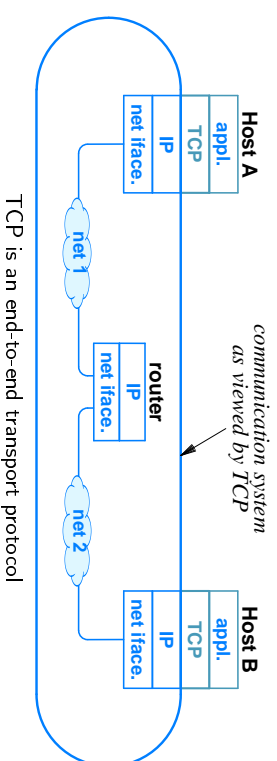 communication system
as viewed by TCP
Host A
appl.
TCP
IP
net iface.
net 1
router
IP
net iface.
net 2
Host B
appl.
TCP
IP
net iface.
TCP is an end-to-end transport protocol